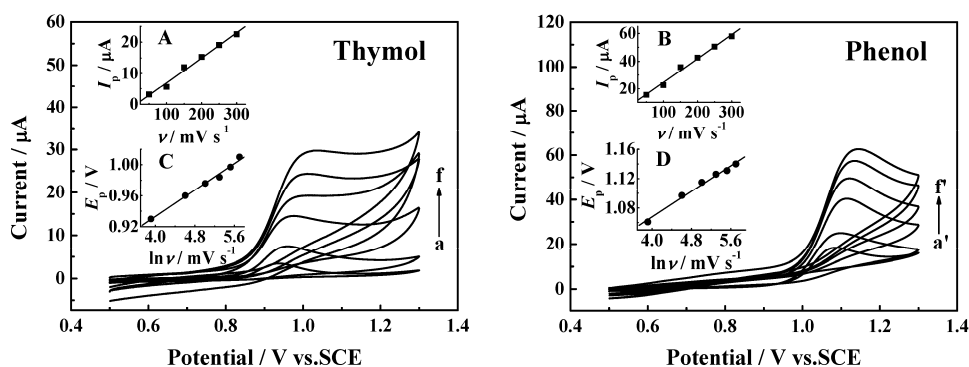 Thymol
A
I_p / μA
20
10
0
100
200
300
ν / mV s^1
C
E_p / V
1.00
0.96
0.92
4.0
4.8
5.6
ln ν / mV s^-1
f
a
Current / μA
60
50
40
30
20
10
0
0.4
0.6
0.8
1.0
1.2
1.4
Potential / V vs.SCE
Phenol
B
I_p / μA
60
40
20
0
100
200
300
ν / mV s^-1
D
E_p / V
1.16
1.12
1.08
4.0
4.8
5.6
ln ν / mV s^-1
f'
a'
Current / μA
120
100
80
60
40
20
0
0.4
0.6
0.8
1.0
1.2
1.4
Potential / V vs.SCE